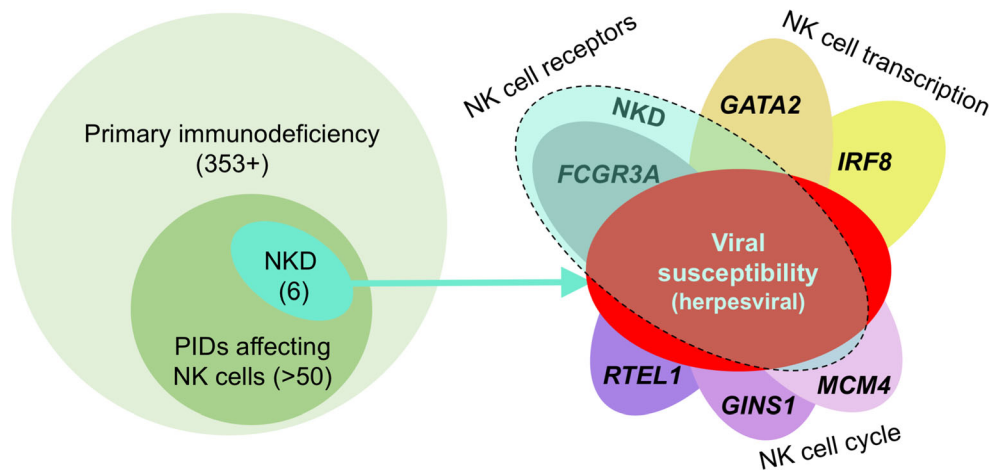 Primary immunodeficiency
(353+)
NKD
(6)
PIDs affecting
NK cells (>50)
NK cell receptors
NK cell transcription
NKD
GATA2
FCGR3A
IRF8
Viral
susceptibility
(herpesviral)
RTEL1
GINS1
MCM4
NK cell cycle